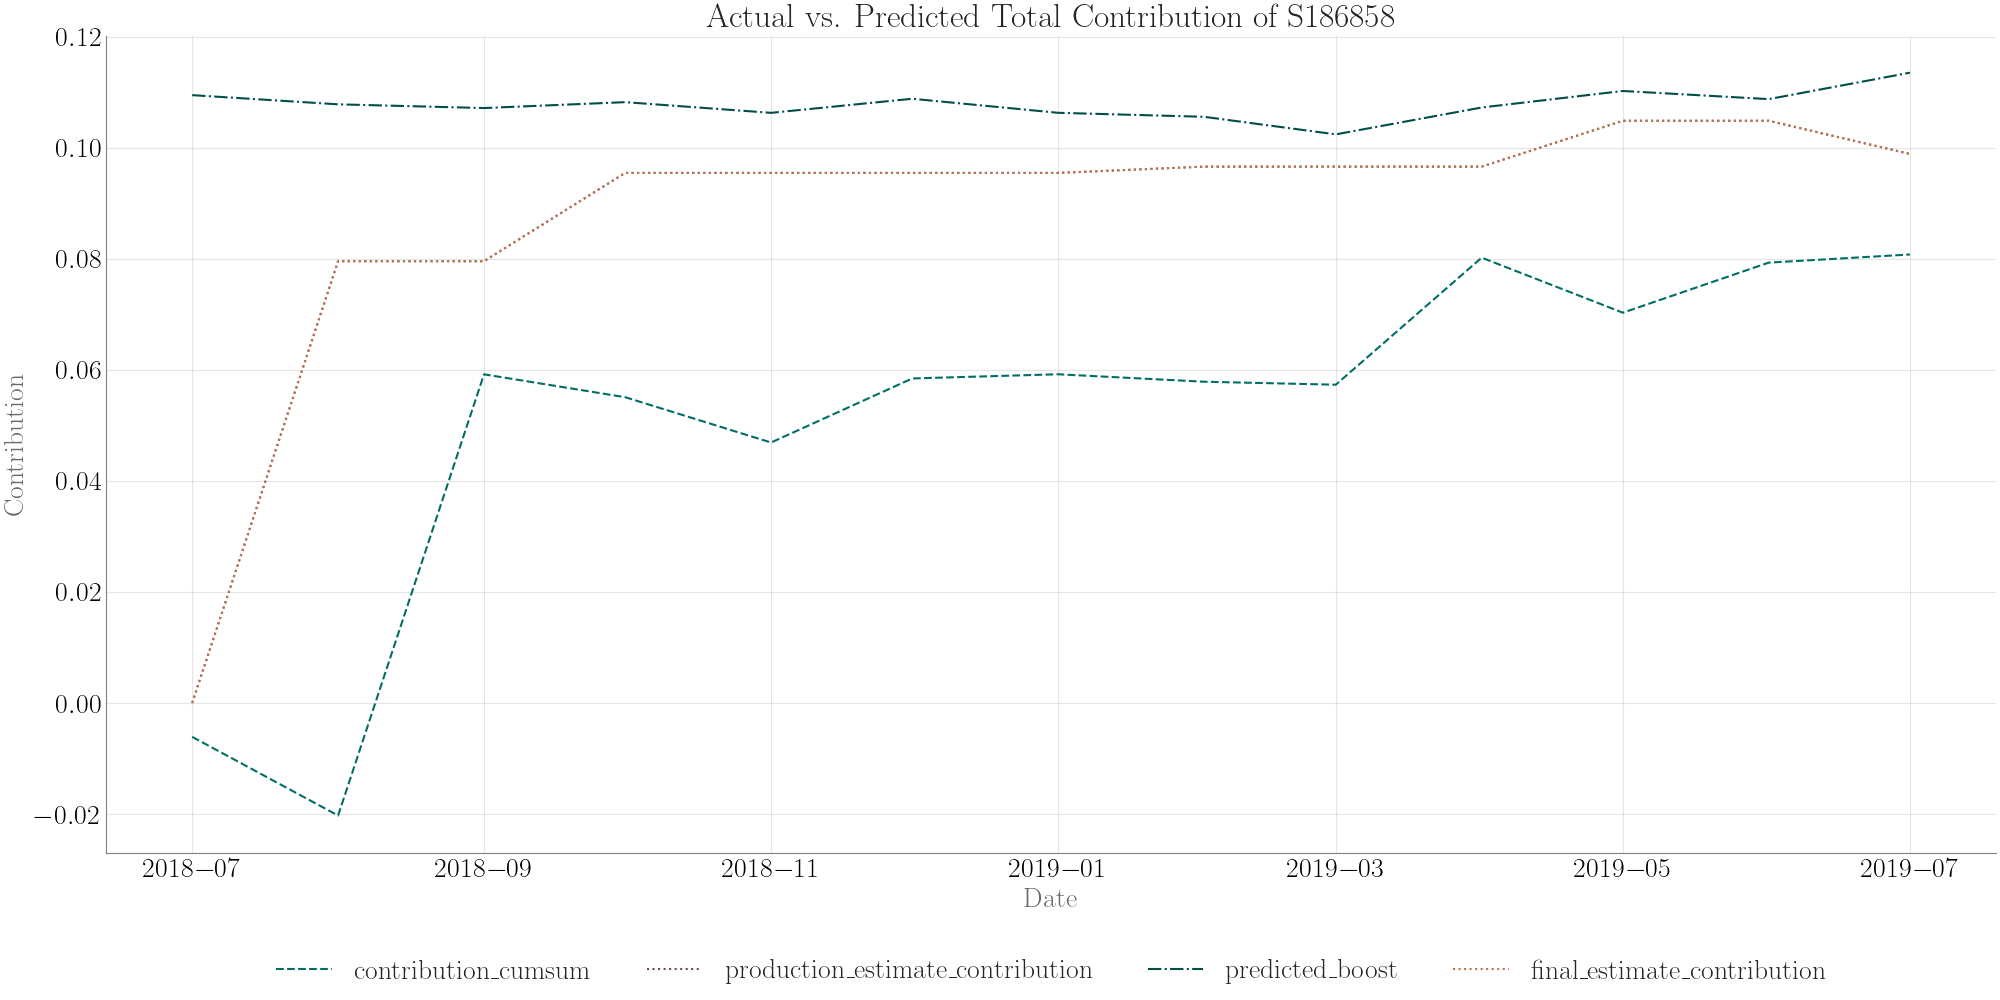 Actual vs. Predicted Total Contribution of S186858
0.12
0.10
0.08
0.06
0.04
0.02
0.00
−0.02
Contribution
2018−07 2018−09 2018−11 2019−01 2019−03 2019−05 2019−07
Date
contribution_cumsum production_estimate_contribution predicted_boost final_estimate_contribution